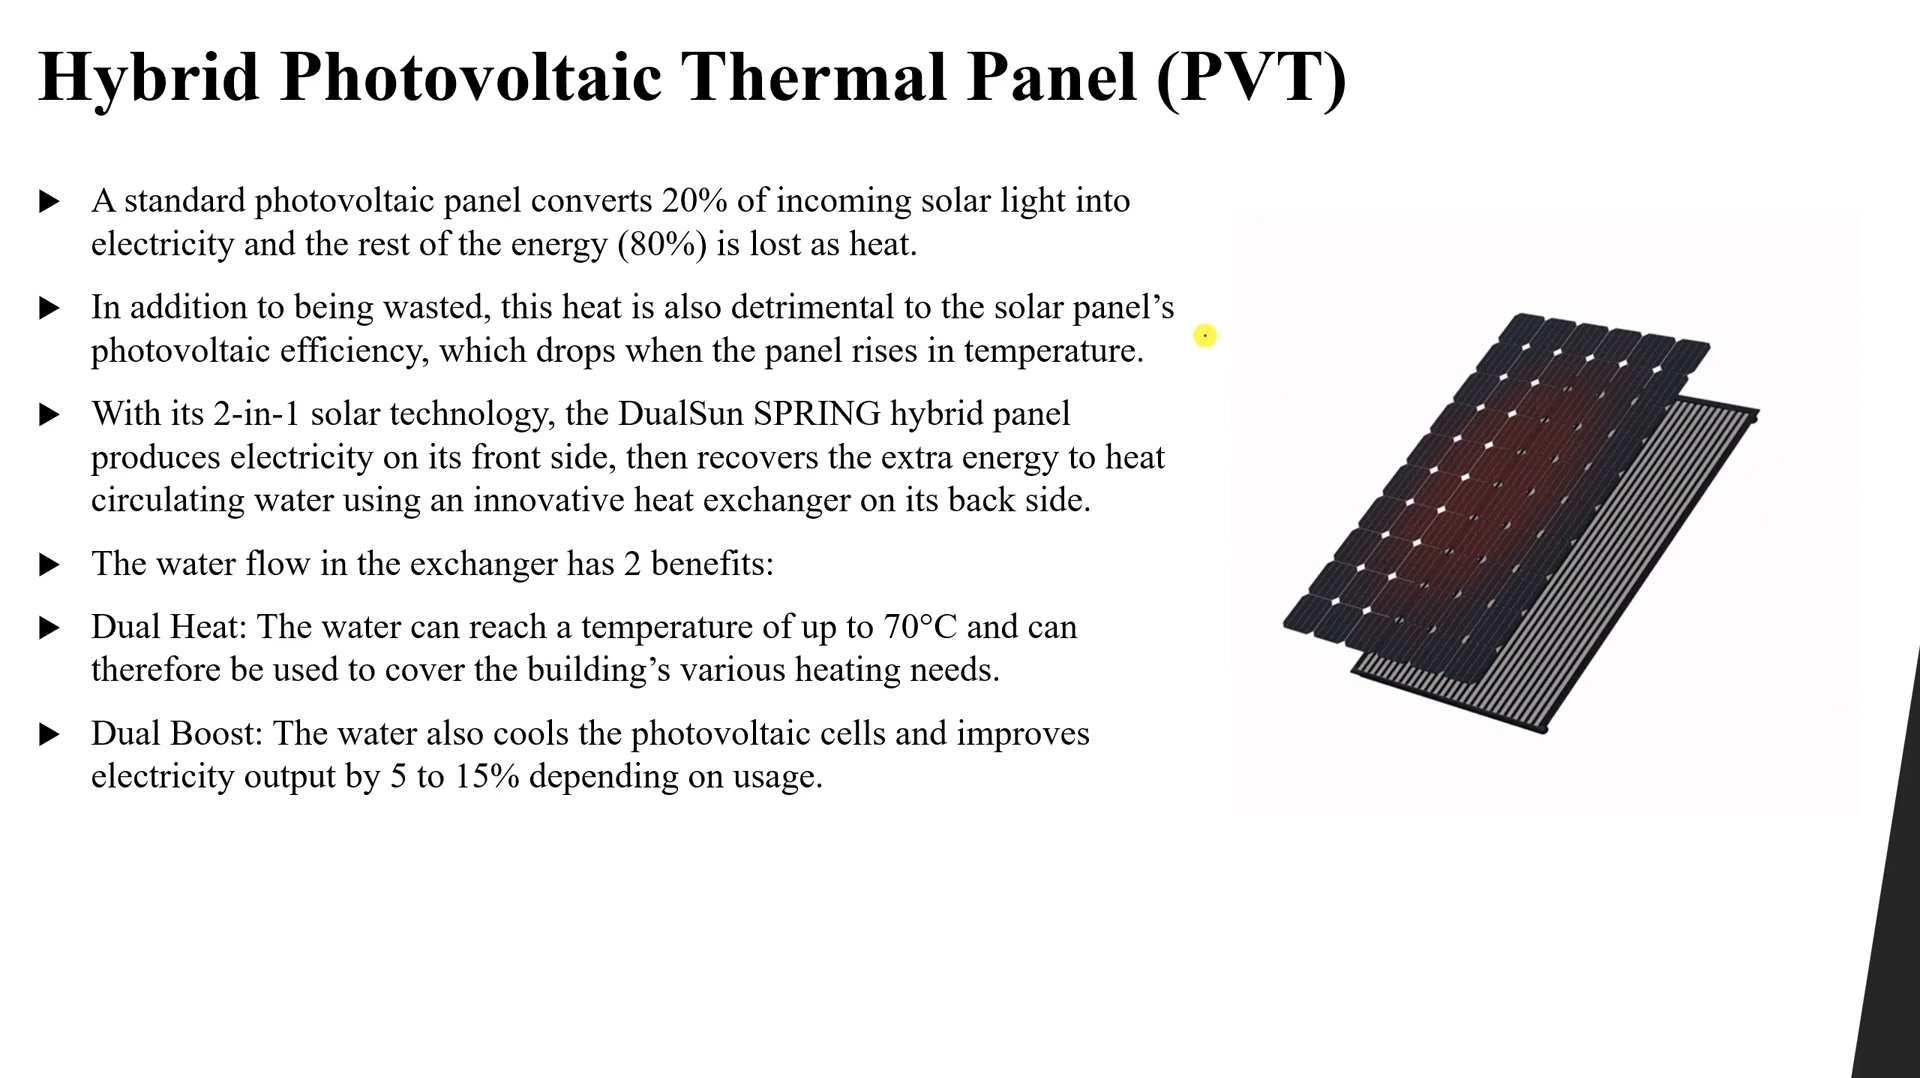 Hybrid Photovoltaic Thermal Panel (PVT)
A standard photovoltaic panel converts 20% of incoming solar light into
electricity and the rest of the energy (80%) is lost as heat.
In addition to being wasted, this heat is also detrimental to the solar panel’s
photovoltaic efficiency, which drops when the panel rises in temperature.
With its 2-in-1 solar technology, the DualSun SPRING hybrid panel
produces electricity on its front side, then recovers the extra energy to heat
circulating water using an innovative heat exchanger on its back side.
The water flow in the exchanger has 2 benefits:
Dual Heat: The water can reach a temperature of up to 70°C and can
therefore be used to cover the building’s various heating needs.
Dual Boost: The water also cools the photovoltaic cells and improves
electricity output by 5 to 15% depending on usage.